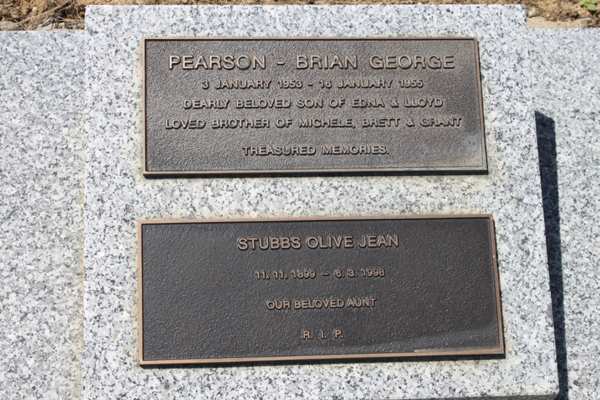 PEARSON - BRIAN GEORGE
3 JANUARY 1953 - 16 JANUARY 1955
DEARLY BELOVED SON OF EDNA & LLOYD
LOVED BROTHER OF MICHELE, BRETT & GRANT
TREASURED MEMORIES.
STUBBS OLIVE JEAN
11. 11. 1899 – 6. 3. 1998
OUR BELOVED AUNT
R. I. P.